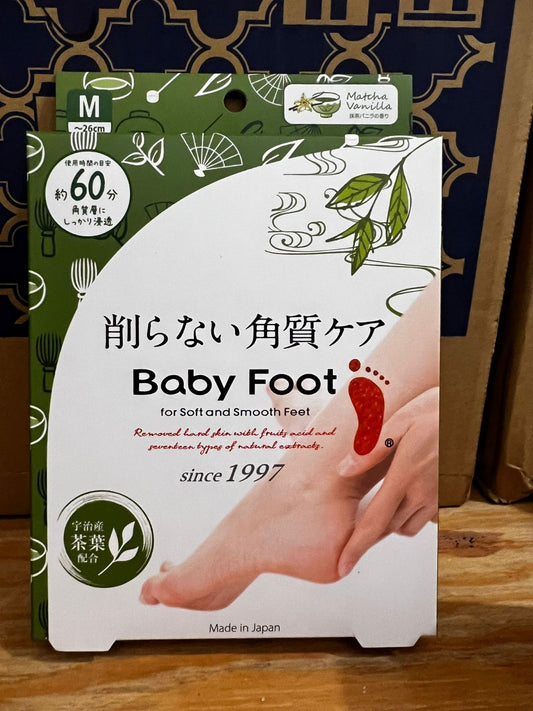 M
～26cm
Matcha
Vanilla
抹茶バニラの香り
使用時間の目安
約60分
角質層に
しっかり浸透
削らない角質ケア
Baby Foot
for Soft and Smooth Feet
Removed hard skin with fruits acid and
seventeen types of natural extracts.
®
since 1997
宇治産
茶葉
配合
Made in Japan